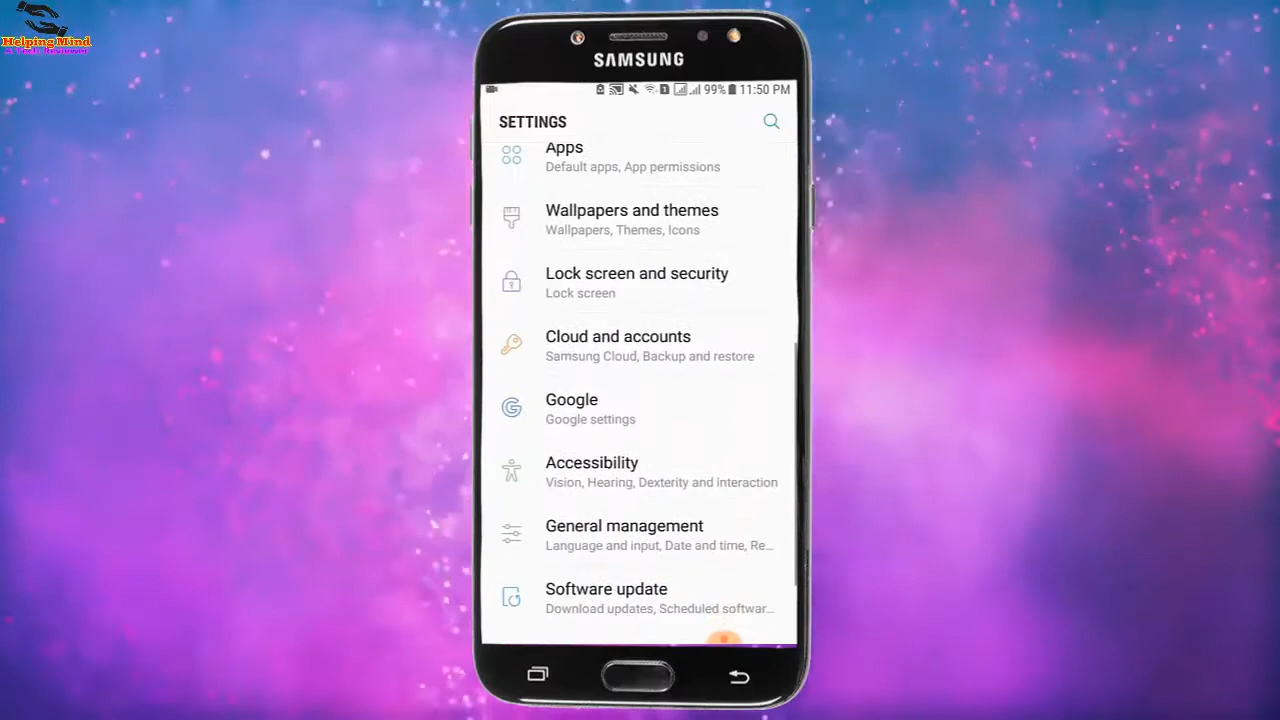 Helping Mind
SAMSUNG
99% 11:50 PM
SETTINGS
Apps
Default apps, App permissions
Wallpapers and themes
Wallpapers, Themes, Icons
Lock screen and security
Lock screen
Cloud and accounts
Samsung Cloud, Backup and restore
Google
Google settings
Accessibility
Vision, Hearing, Dexterity and interaction
General management
Language and input, Date and time, Re...
Software update
Download updates, Scheduled softwar...